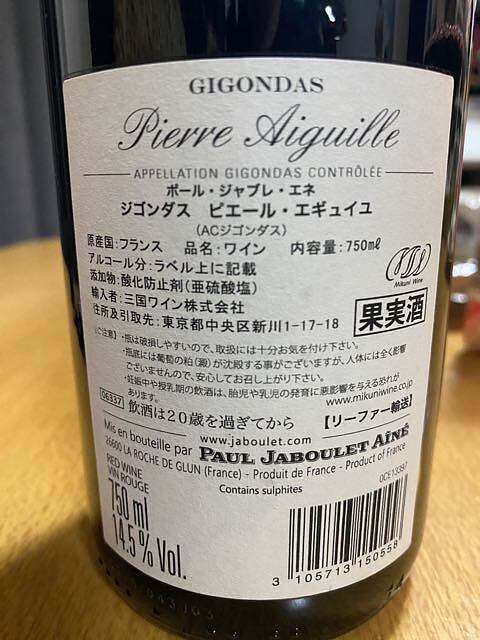 GIGONDAS
Pierre Aiguille
APPELLATION GIGONDAS CONTRÔLÉE
ポール・ジャブレ・エネ
ジゴンダス ピエール・エギュイユ
(ACジゴンダス)
原産国:フランス 品名:ワイン 内容量:750mℓ
アルコール分:ラベル上に記載
添加物:酸化防止剤(亜硫酸塩)
輸入者:三国ワイン株式会社
住所及引取先:東京都中央区新川1-17-18
Mikuni Wine
果実酒
〈ご注意〉・瓶は破損しやすいので、取扱には十分お気を付け下さい。
・瓶底には葡萄の粕(澱)が沈殿する事がございますが、人体には全く影響
ございませんので、安心してお召し上がり下さい。
・妊娠中や授乳期の飲酒は、胎児や乳児の発育に悪影響を与える恐れが
あります。
www.mikuniwine.co.jp
06337 飲酒は20歳を過ぎてから 【リーファー輸送】
www.jaboulet.com
Mis en bouteille par PAUL JABOULET AÎNÉ
26600 LA ROCHE DE GLUN (France) - Produit de France - Product of France
Contains sulphites
0CE13397
RED WINE
VIN ROUGE
750 ml
14.5% Vol.
3 105713 150558